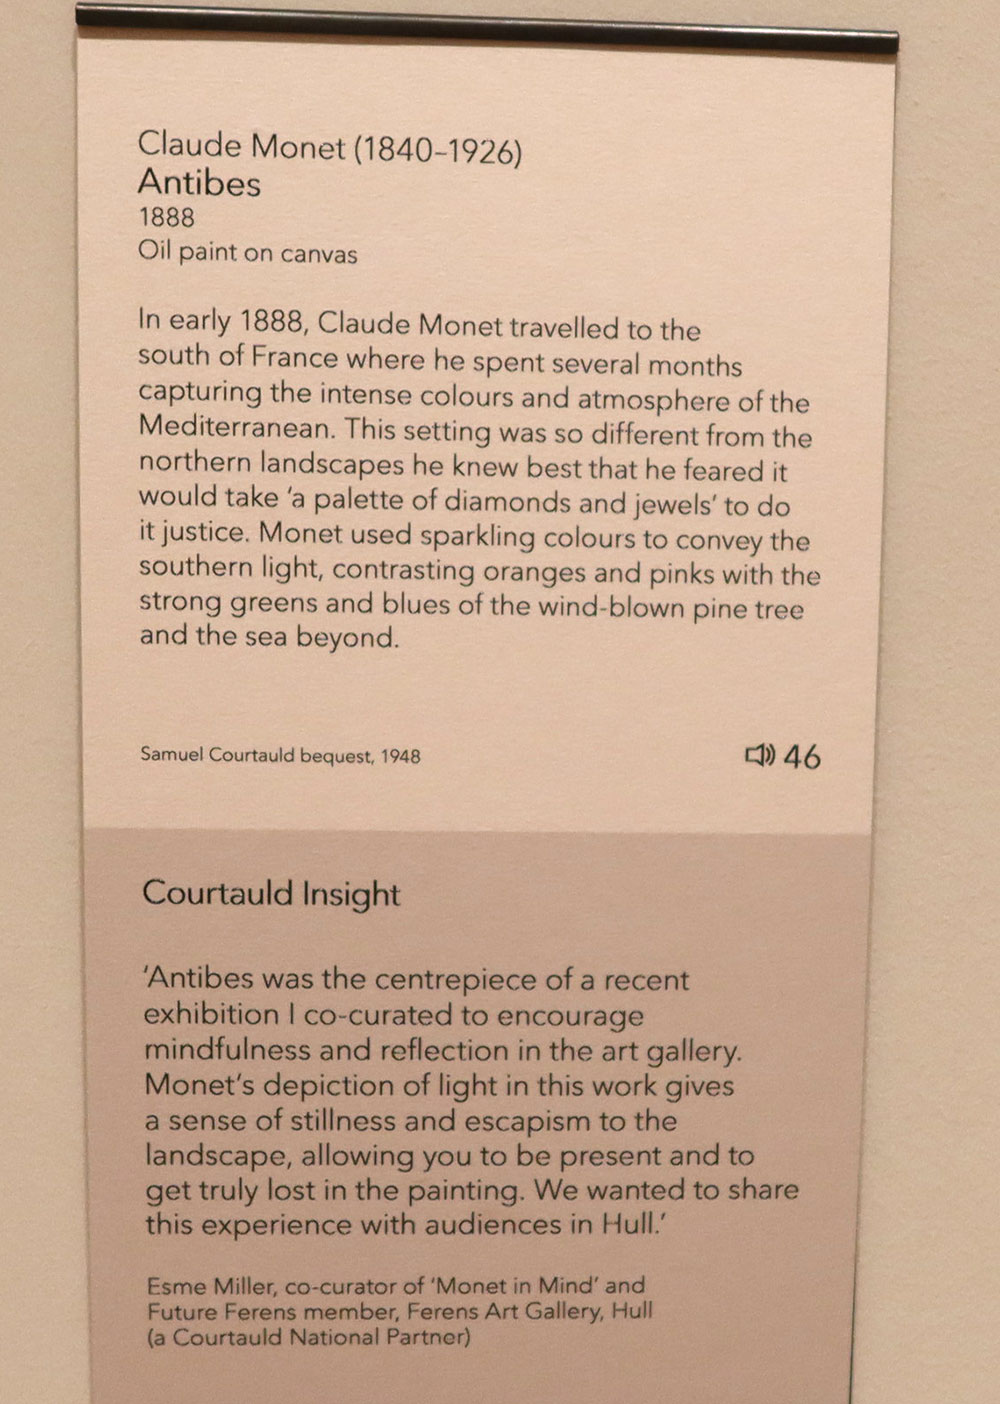 Claude Monet (1840–1926)
Antibes
1888
Oil paint on canvas
In early 1888, Claude Monet travelled to the
south of France where he spent several months
capturing the intense colours and atmosphere of the
Mediterranean. This setting was so different from the
northern landscapes he knew best that he feared it
would take ‘a palette of diamonds and jewels’ to do
it justice. Monet used sparkling colours to convey the
southern light, contrasting oranges and pinks with the
strong greens and blues of the wind-blown pine tree
and the sea beyond.
Samuel Courtauld bequest, 1948
46
Courtauld Insight
‘Antibes was the centrepiece of a recent
exhibition I co-curated to encourage
mindfulness and reflection in the art gallery.
Monet’s depiction of light in this work gives
a sense of stillness and escapism to the
landscape, allowing you to be present and to
get truly lost in the painting. We wanted to share
this experience with audiences in Hull.’
Esme Miller, co-curator of ‘Monet in Mind’ and
Future Ferens member, Ferens Art Gallery, Hull
(a Courtauld National Partner)